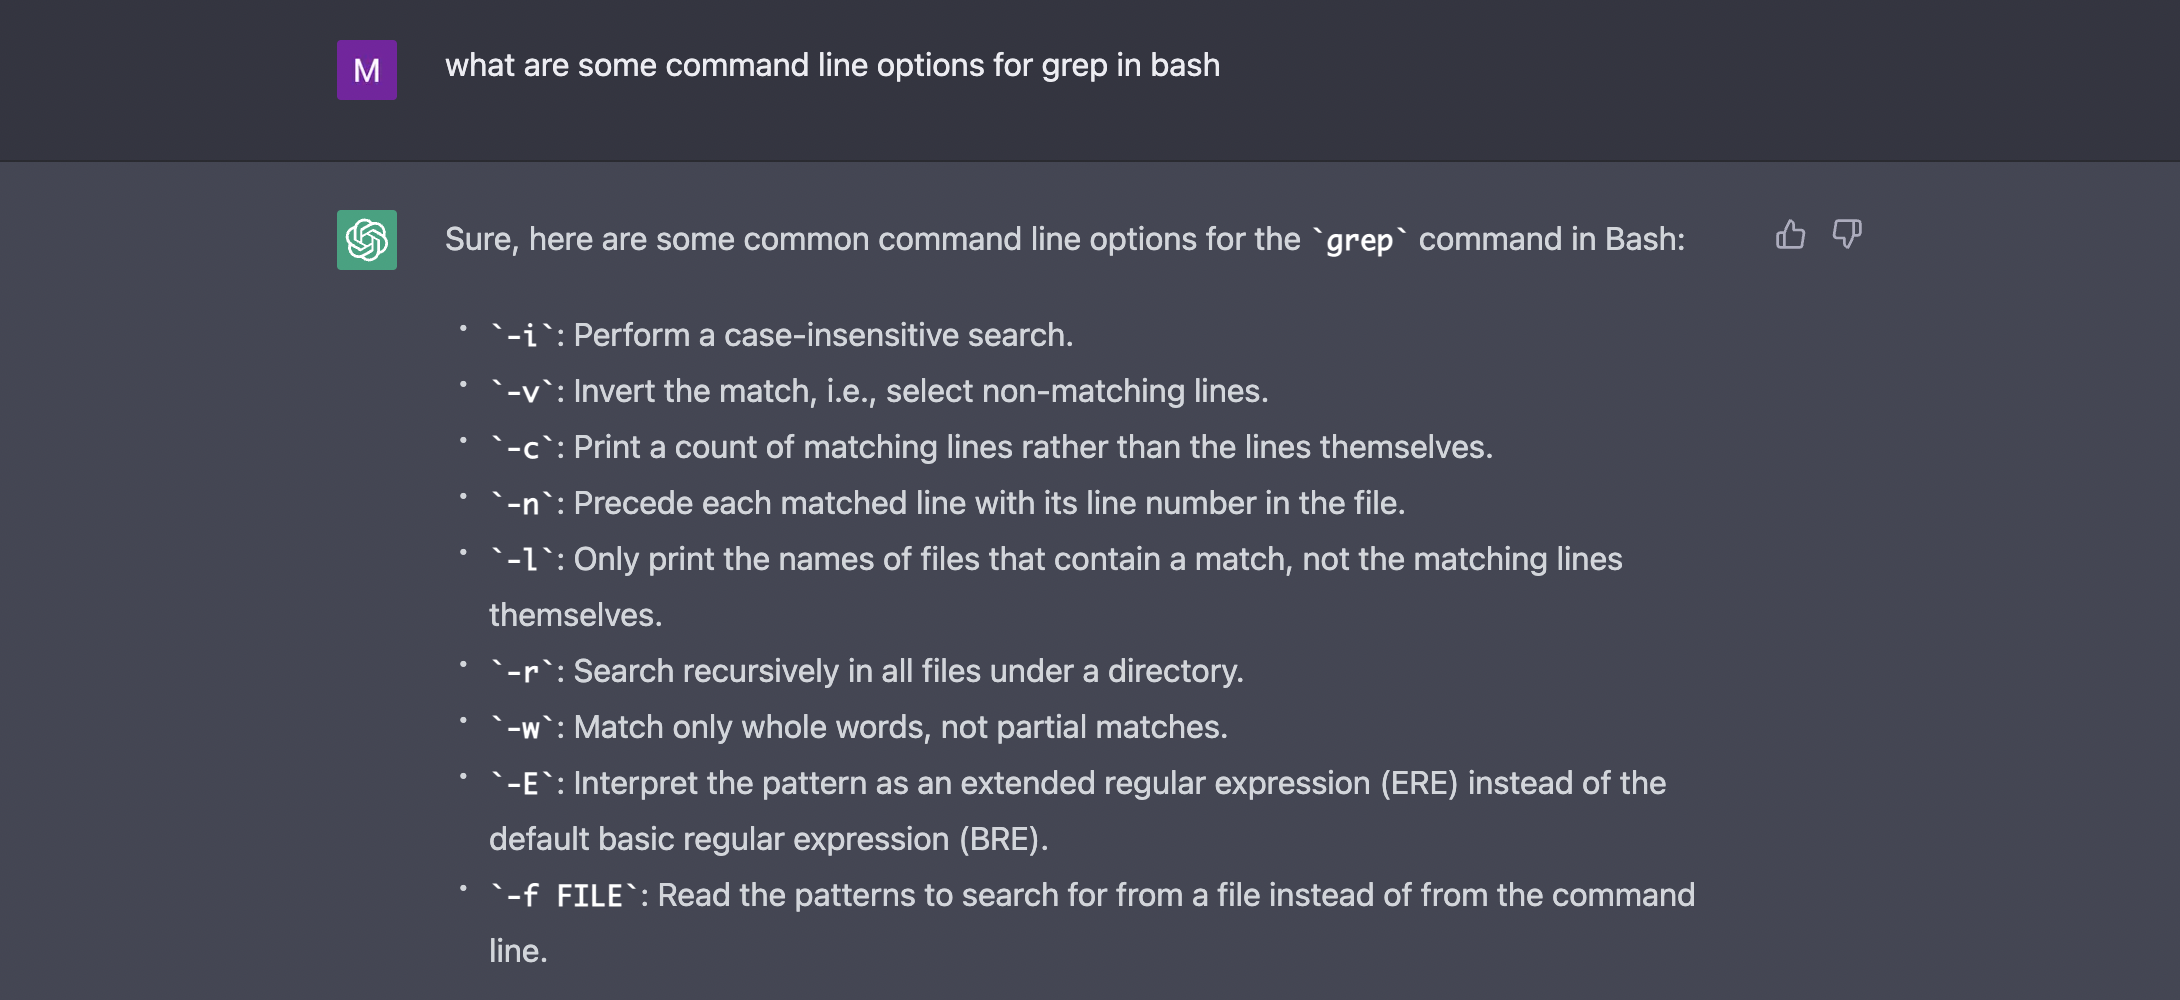 M
what are some command line options for grep in bash
Sure, here are some common command line options for the `grep` command in Bash:
• `-i`: Perform a case-insensitive search.
• `-v`: Invert the match, i.e., select non-matching lines.
• `-c`: Print a count of matching lines rather than the lines themselves.
• `-n`: Precede each matched line with its line number in the file.
• `-l`: Only print the names of files that contain a match, not the matching lines
themselves.
• `-r`: Search recursively in all files under a directory.
• `-w`: Match only whole words, not partial matches.
• `-E`: Interpret the pattern as an extended regular expression (ERE) instead of the
default basic regular expression (BRE).
• `-f FILE`: Read the patterns to search for from a file instead of from the command
line.